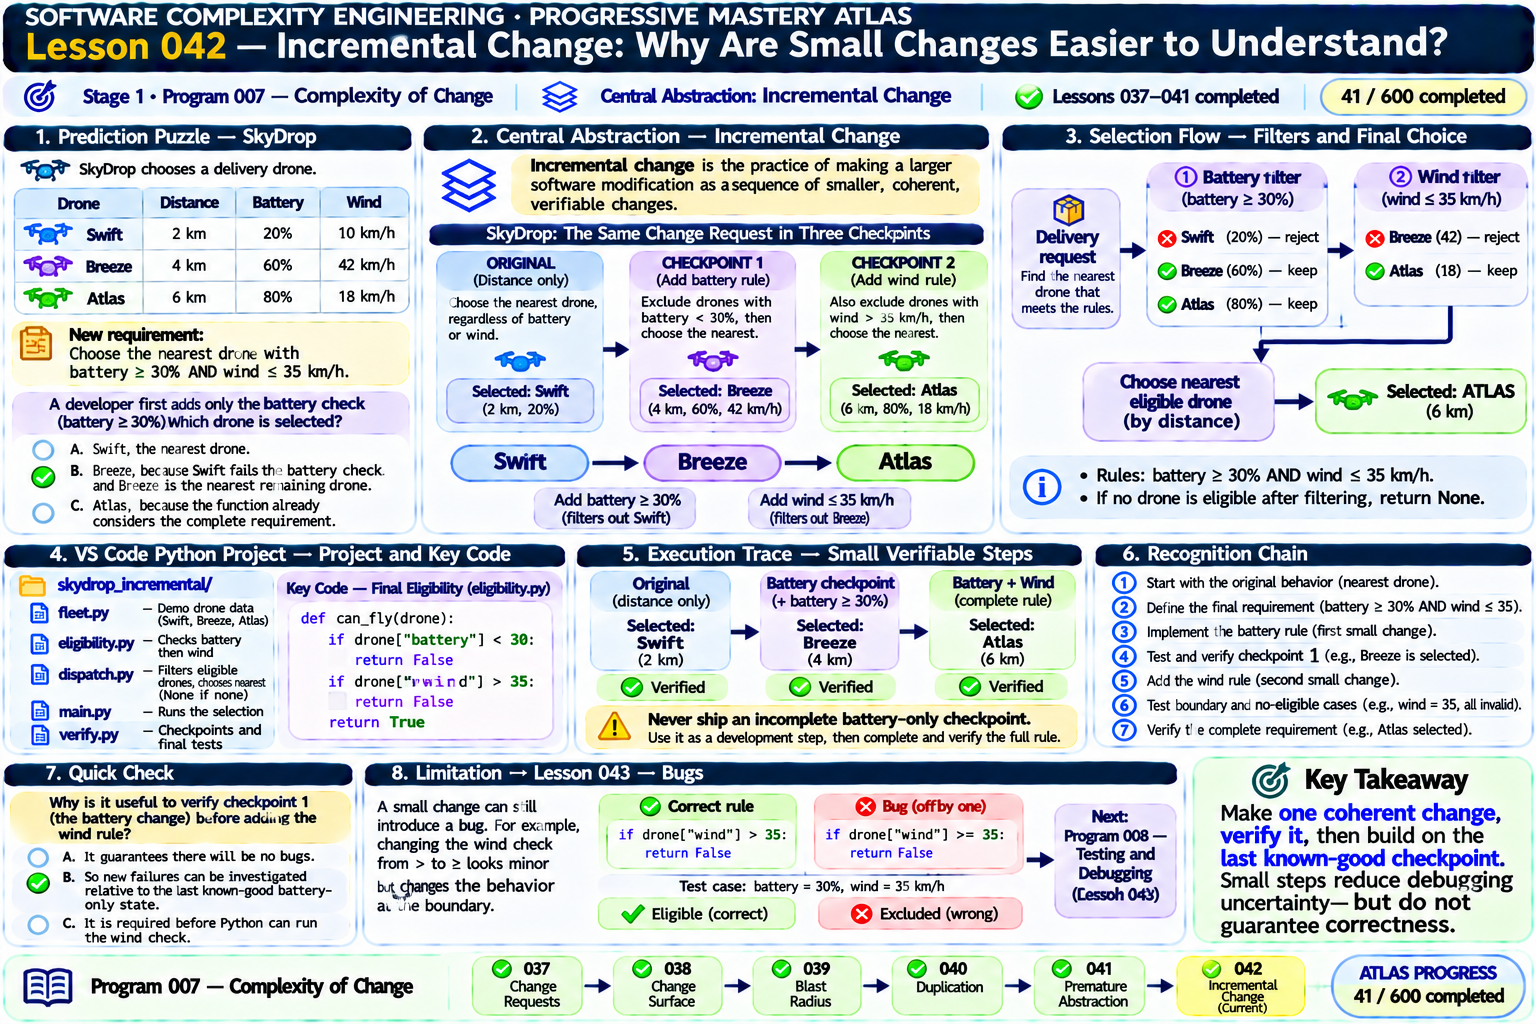 SOFTWARE COMPLEXITY ENGINEERING · PROGRESSIVE MASTERY ATLAS
Lesson 042 — Incremental Change: Why Are Small Changes Easier to Understand?
Stage 1 • Program 007 — Complexity of Change
Central Abstraction: Incremental Change
Lessons 037–041 completed
41 / 600 completed
1. Prediction Puzzle — SkyDrop
SkyDrop chooses a delivery drone.
Drone Distance Battery Wind
Swift 2 km 20% 10 km/h
Breeze 4 km 60% 42 km/h
Atlas 6 km 80% 18 km/h
New requirement:
Choose the nearest drone with
battery ≥ 30% AND wind ≤ 35 km/h.
A developer first adds only the battery check
(battery ≥ 30%) Which drone is selected?
A. Swift, the nearest drone.
B. Breeze, because Swift fails the battery check.
and Breeze is the nearest remaining drone.
C. Atlas, because the function already
considers the complete requirement.
2. Central Abstraction — Incremental Change
Incremental change is the practice of making a larger
software modification as a sequence of smaller, coherent,
verifiable changes.
SkyDrop: The Same Change Request in Three Checkpints
ORIGINAL
(Distance only)
Choose the nearest drone,
regardless of battery
or wind.
Selected: Swift
(2 km, 20%)
CHECKPOINT 1
(Add battery rule)
Exclude drones with
battery < 30%, then
choose the nearest.
Selected: Breeze
(4 km, 60%, 42 km/h)
CHECKPOINT 2
(Add wind rule)
Also exclude drones with
wind > 35 km/h, then
choose the nearest.
Selected: Atlas
(6 km, 80%, 18 km/h)
Swift
Breeze
Atlas
Add battery ≥ 30%
(filters out Swift)
Add wind ≤ 35 km/h
(filters out Breeze)
3. Selection Flow — Filters and Final Choice
Delivery
request
Find the nearest
drone that
meets the rules.
1 Battery filter
(battery ≥ 30%)
Swift (20%) — reject
Breeze (60%) — keep
Atlas (80%) — keep
2 Wind filter
(wind ≤ 35 km/h)
Breeze (42) — reject
Atlas (18) — keep
Choose nearest
eligible drone
(by distance)
Selected: ATLAS
(6 km)
• Rules: battery ≥ 30% AND wind ≤ 35 km/h.
• If no drone is eligible after filtering, return None.
4. VS Code Python Project — Project and Key Code
skydrop_incremental/
fleet.py — Demo drone data
(Swift, Breeze, Atlas)
eligibility.py — Checks battery
then wind
dispatch.py — Filters eligible
drones, chooses nearest
(None if none)
main.py — Runs the selection
verify.py — Checkpoints and
final tests
Key Code — Final Eligibility (eligibility.py)
def can_fly(drone):
if drone["battery"] < 30:
return False
if drone[" "] > 35:
return False
return True
5. Execution Trace — Small Verifiable Steps
Original
(distance only)
Selected:
Swift
(2 km)
Verified
Battery checkpoint
(+ battery ≥ 30%)
Selected:
Breeze
(4 km)
Verified
Battery + Wind
(complete rule)
Selected:
Atlas
(6 km)
Verified
Never ship an incomplete battery-only checkpoint.
Use it as a development step, then complete and verify the full rule.
6. Recognition Chain
1 Start with the original behavior (nearest drone).
2 Define the final requirement (battery ≥ 30% AND wind ≤ 35).
3 Implement the battery rule (first small change).
4 Test and verify checkpoint 1 (e.g., Breeze is selected).
5 Add the wind rule (second small change).
6 Test boundary and no-eligible cases (e.g., wind = 35, all invalid).
7 Verify the complete requirement (e.g., Atlas selected).
7. Quick Check
Why is it useful to verify checkpoint 1
(the battery change) before adding the
wind rule?
A. It guarantees there will be no bugs.
B. So new failures can be investigated
relative to the last known-good battery-
only state.
C. It is required before Python can run
the wind check.
8. Limitation → Lesson 043 — Bugs
A small change can still
introduce a bug. For example,
changing the wind check
from > to ≥ looks minor
but changes the behavior
at the boundary.
Correct rule
if drone["wind"] > 35:
return False
Bug (off by one)
if drone["wind"] >= 35:
return False
Test case: battery = 30%, wind = 35 km/h
Eligible (correct)
Excluded (wrong)
Next:
Program 008 —
Testing and
Debugging
(Lessoh 043)
Key Takeaway
Make one coherent change,
verify it, then build on the
last known-good checkpoint.
Small steps reduce debugging
uncertainty— but do not
guarantee correctness.
Program 007 — Complexity of Change
037
Change
Requests
038
Change
Surface
039
Blast
Radius
040
Duplication
041
Premature
Abstraction
042
Incremental
Change
(Current)
ATLAS PROGRESS
41 / 600 completed